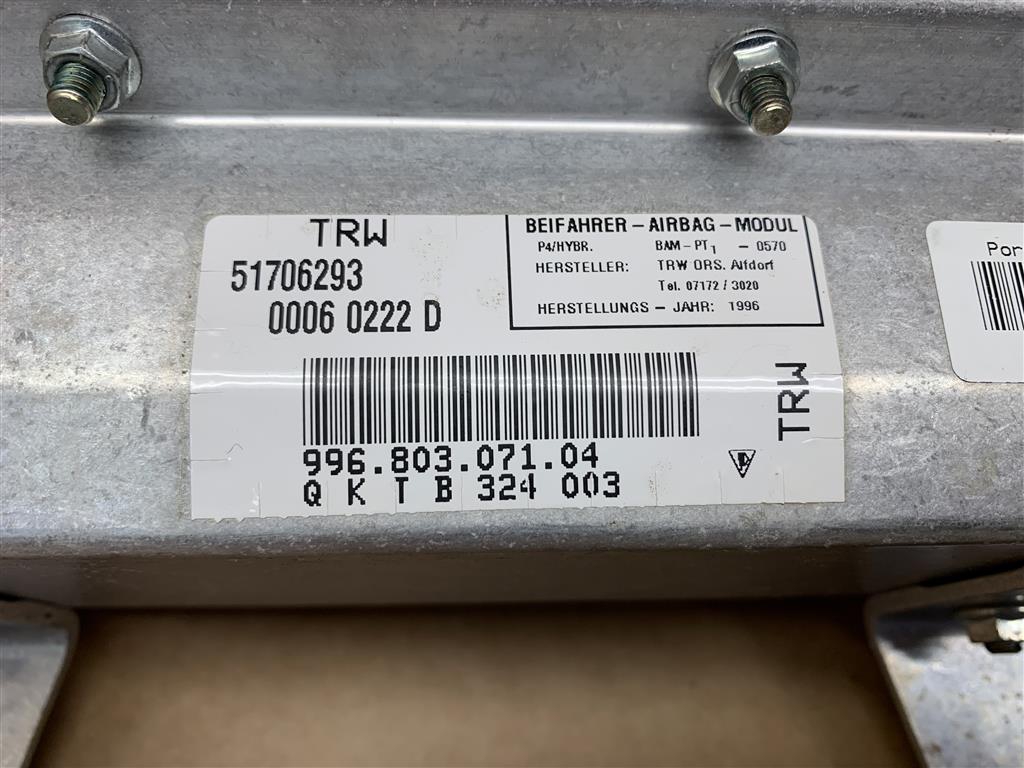 TRW
51706293
0006 0222 D
BEIFAHRER – AIRBAG – MODUL
P4/HYBR. BAM – PT1 – 0570
HERSTELLER: TRW ORS. Alfdorf
Tel. 07172 / 3020
HERSTELLUNGS – JAHR: 1996
TRW
996.803.071.04
Q K T B 324 003
Por